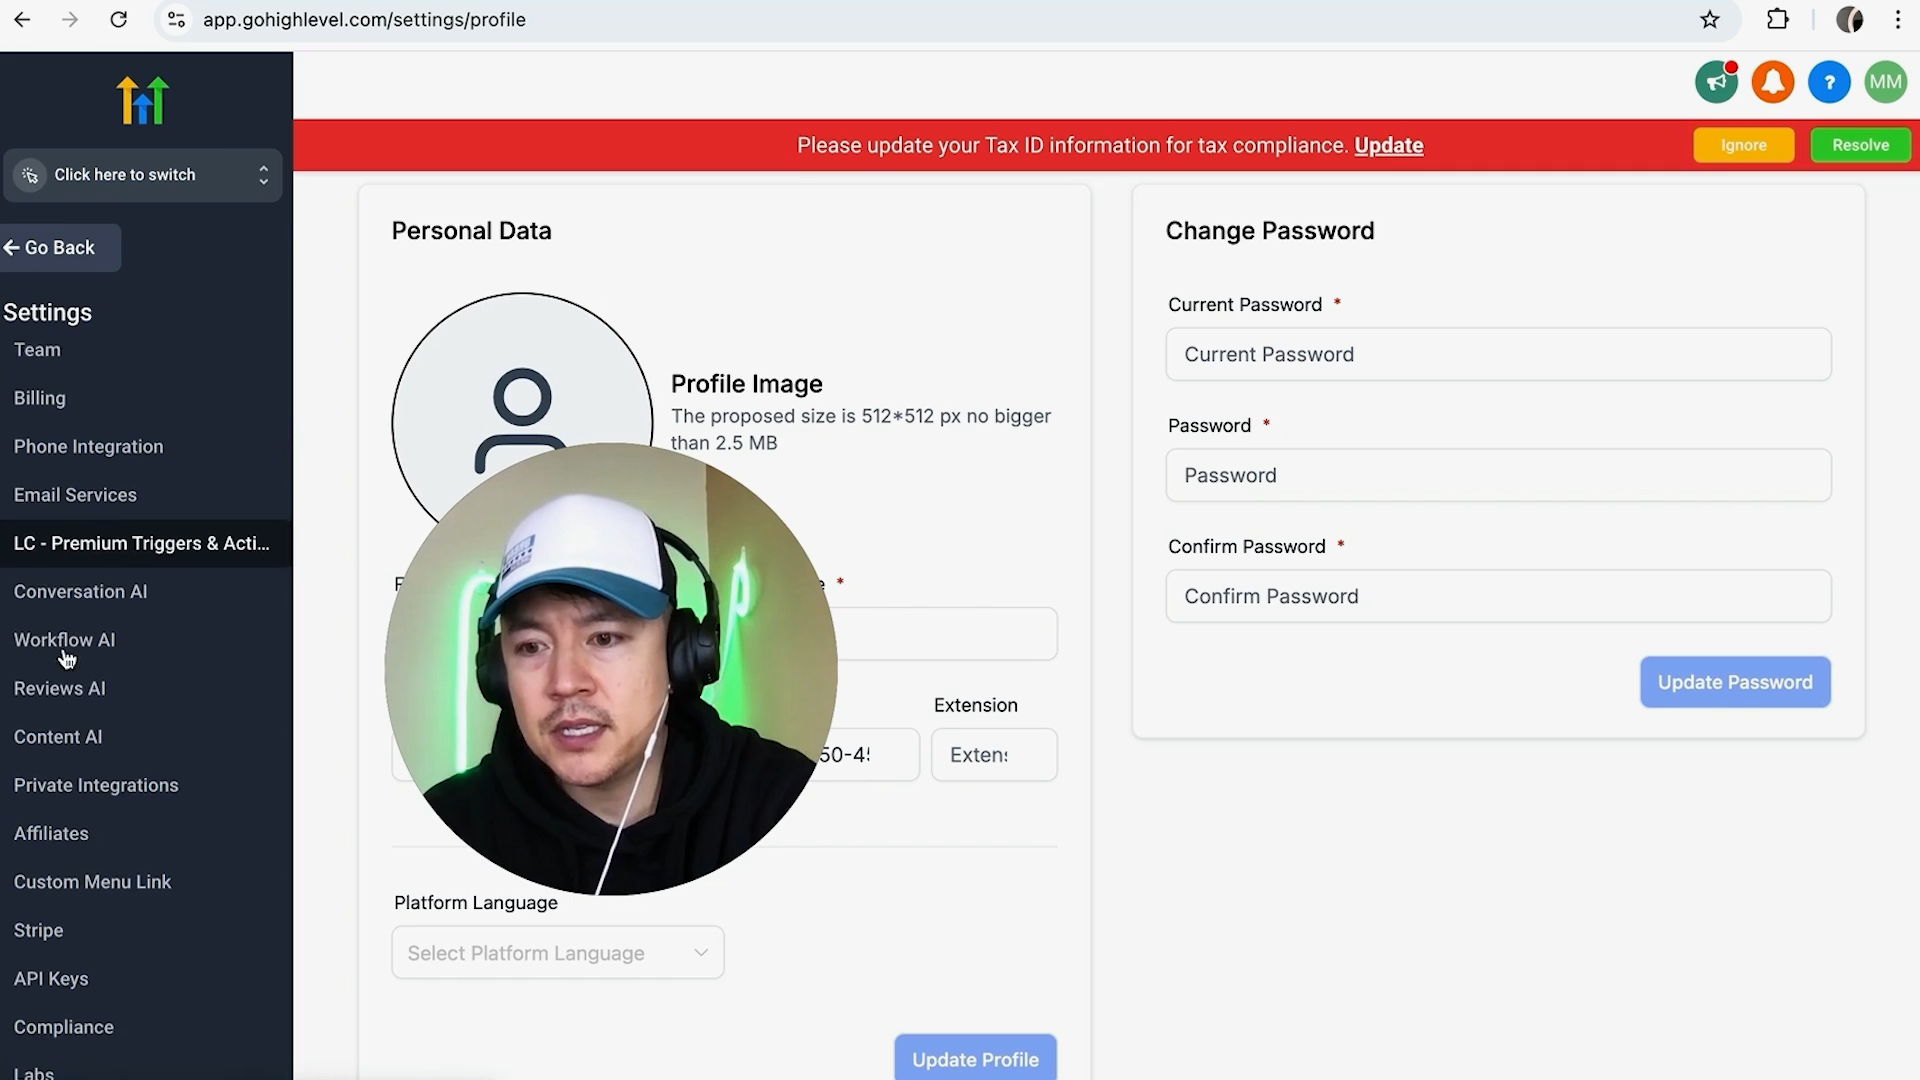 app.gohighlevel.com/settings/profile
MM
Click here to switch
Please update your Tax ID information for tax compliance. Update
Ignore
Resolve
Go Back
Settings
Team
Billing
Phone Integration
Email Services
LC - Premium Triggers & Acti...
Conversation AI
Workflow AI
Reviews AI
Content AI
Private Integrations
Affiliates
Custom Menu Link
Stripe
API Keys
Compliance
Labs
Personal Data
Profile Image
The proposed size is 512*512 px no bigger
than 2.5 MB
*
Extension
50-4
Exten
Platform Language
Select Platform Language
Update Profile
Change Password
Current Password *
Current Password
Password *
Password
Confirm Password *
Confirm Password
Update Password